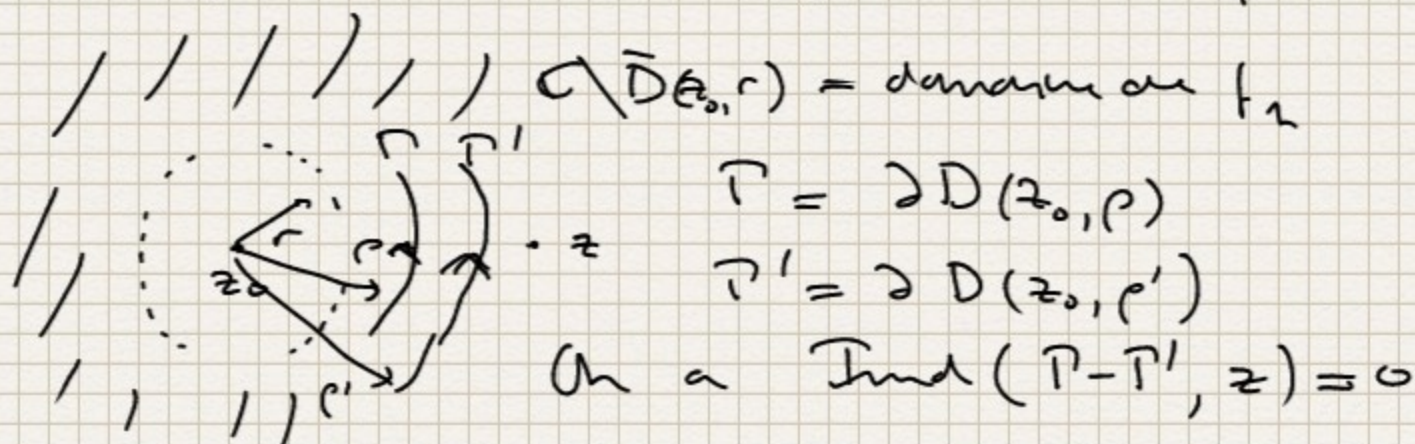 ℂ\D̄(z₀,r) = domaine de f₂
Γ Γ'
Γ = ∂D(z₀,ρ)
r ρ · z
z₀
Γ' = ∂D(z₀,ρ')
ρ' On a Ind(Γ-Γ', z) = 0